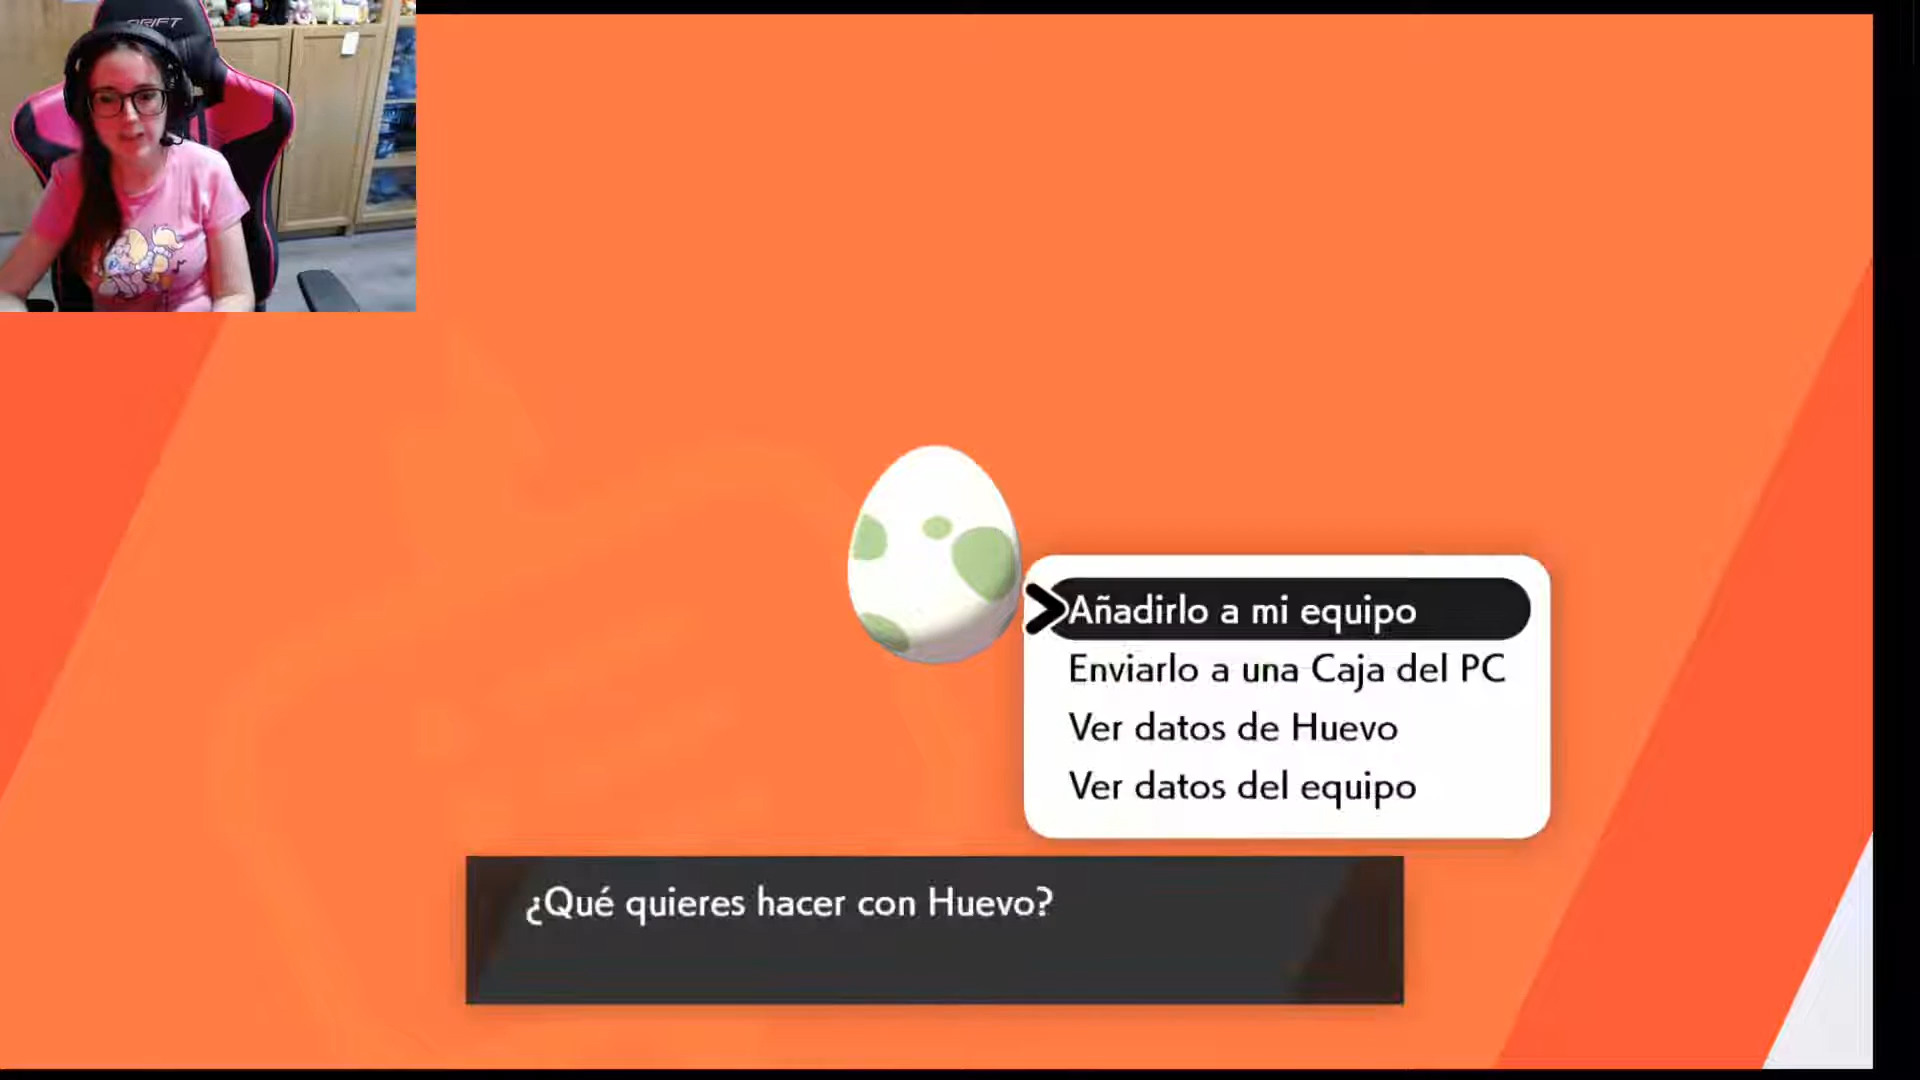 DRIFT
Añadirlo a mi equipo
Enviarlo a una Caja del PC
Ver datos de Huevo
Ver datos del equipo
¿Qué quieres hacer con Huevo?